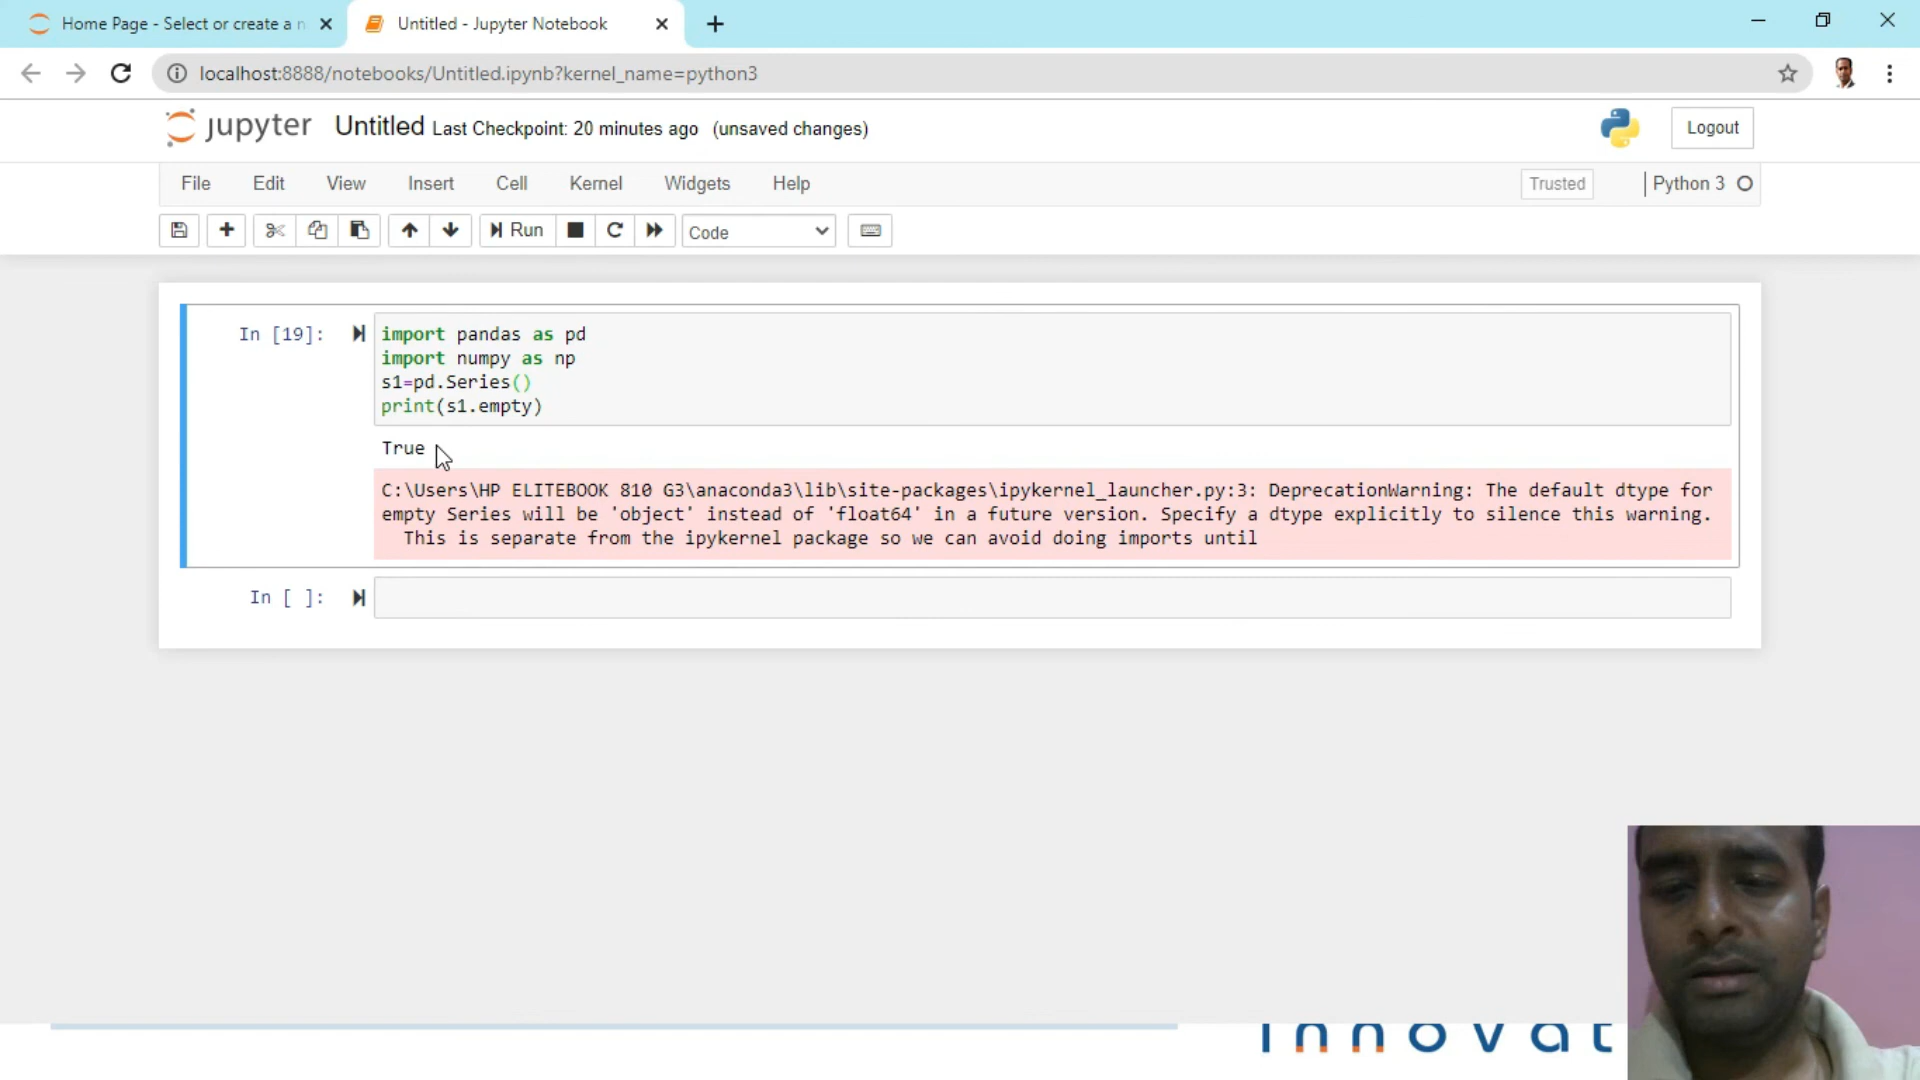 Home Page - Select or create a n
Untitled - Jupyter Notebook
localhost:8888/notebooks/Untitled.ipynb?kernel_name=python3
jupyter Untitled Last Checkpoint: 20 minutes ago (unsaved changes)
Logout
File Edit View Insert Cell Kernel Widgets Help
Trusted
Python 3
Run
Code
In [19]:
import pandas as pd
import numpy as np
s1=pd.Series()
print(s1.empty)
True
C:\Users\HP ELITEBOOK 810 G3\anaconda3\lib\site-packages\ipykernel_launcher.py:3: DeprecationWarning: The default dtype for
empty Series will be 'object' instead of 'float64' in a future version. Specify a dtype explicitly to silence this warning.
This is separate from the ipykernel package so we can avoid doing imports until
In [ ]:
innovat